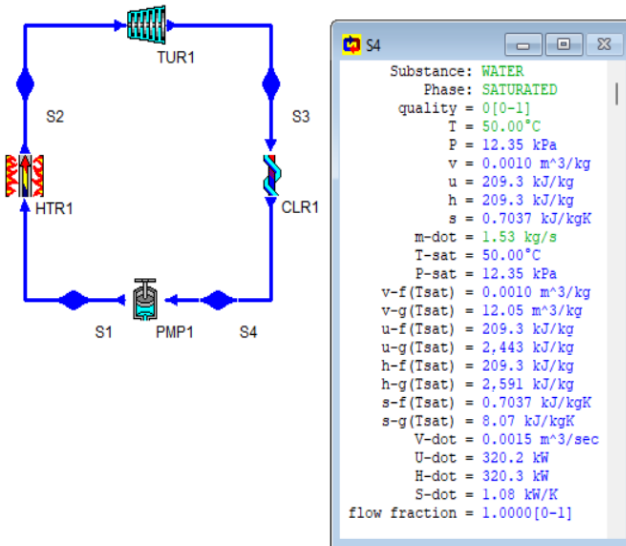 TUR1
S2
S3
HTR1
CLR1
S1
PMP1
S4
S4
Substance: WATER
Phase: SATURATED
quality = 0[0-1]
T = 50.00°C
P = 12.35 kPa
v = 0.0010 m^3/kg
u = 209.3 kJ/kg
h = 209.3 kJ/kg
s = 0.7037 kJ/kgK
m-dot = 1.53 kg/s
T-sat = 50.00°C
P-sat = 12.35 kPa
v-f(Tsat) = 0.0010 m^3/kg
v-g(Tsat) = 12.05 m^3/kg
u-f(Tsat) = 209.3 kJ/kg
u-g(Tsat) = 2,443 kJ/kg
h-f(Tsat) = 209.3 kJ/kg
h-g(Tsat) = 2,591 kJ/kg
s-f(Tsat) = 0.7037 kJ/kgK
s-g(Tsat) = 8.07 kJ/kgK
V-dot = 0.0015 m^3/sec
U-dot = 320.2 kW
H-dot = 320.3 kW
S-dot = 1.08 kW/K
flow fraction = 1.0000[0-1]